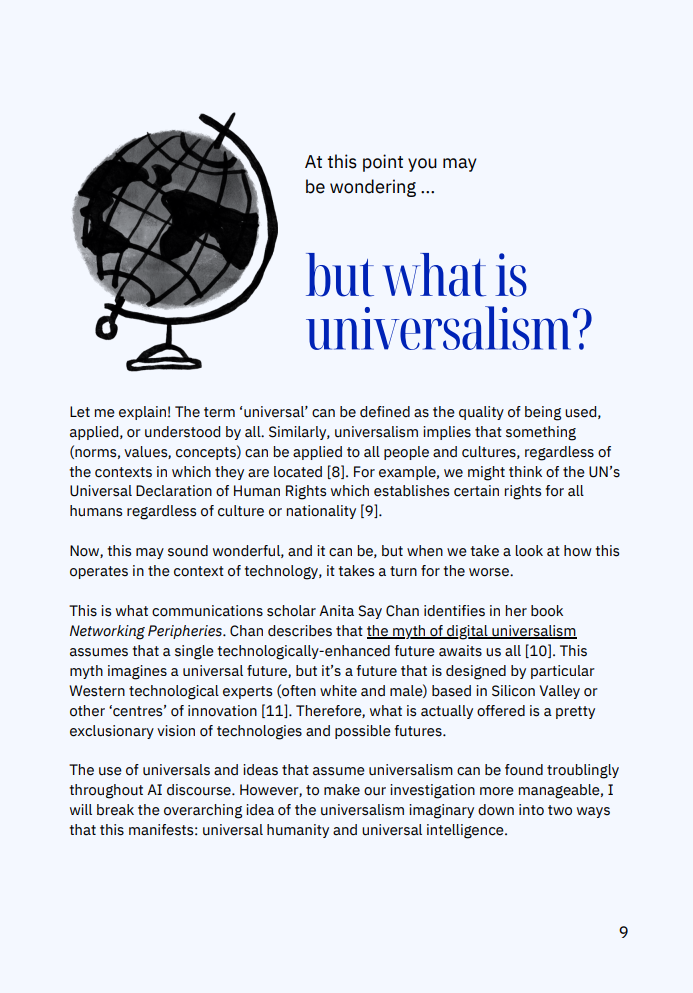 At this point you may
be wondering ...
but what is
universalism?
Let me explain! The term ‘universal’ can be defined as the quality of being used,
applied, or understood by all. Similarly, universalism implies that something
(norms, values, concepts) can be applied to all people and cultures, regardless of
the contexts in which they are located [8]. For example, we might think of the UN’s
Universal Declaration of Human Rights which establishes certain rights for all
humans regardless of culture or nationality [9].
Now, this may sound wonderful, and it can be, but when we take a look at how this
operates in the context of technology, it takes a turn for the worse.
This is what communications scholar Anita Say Chan identifies in her book
Networking Peripheries. Chan describes that the myth of digital universalism
assumes that a single technologically-enhanced future awaits us all [10]. This
myth imagines a universal future, but it’s a future that is designed by particular
Western technological experts (often white and male) based in Silicon Valley or
other ‘centres’ of innovation [11]. Therefore, what is actually offered is a pretty
exclusionary vision of technologies and possible futures.
The use of universals and ideas that assume universalism can be found troublingly
throughout AI discourse. However, to make our investigation more manageable, I
will break the overarching idea of the universalism imaginary down into two ways
that this manifests: universal humanity and universal intelligence.
9